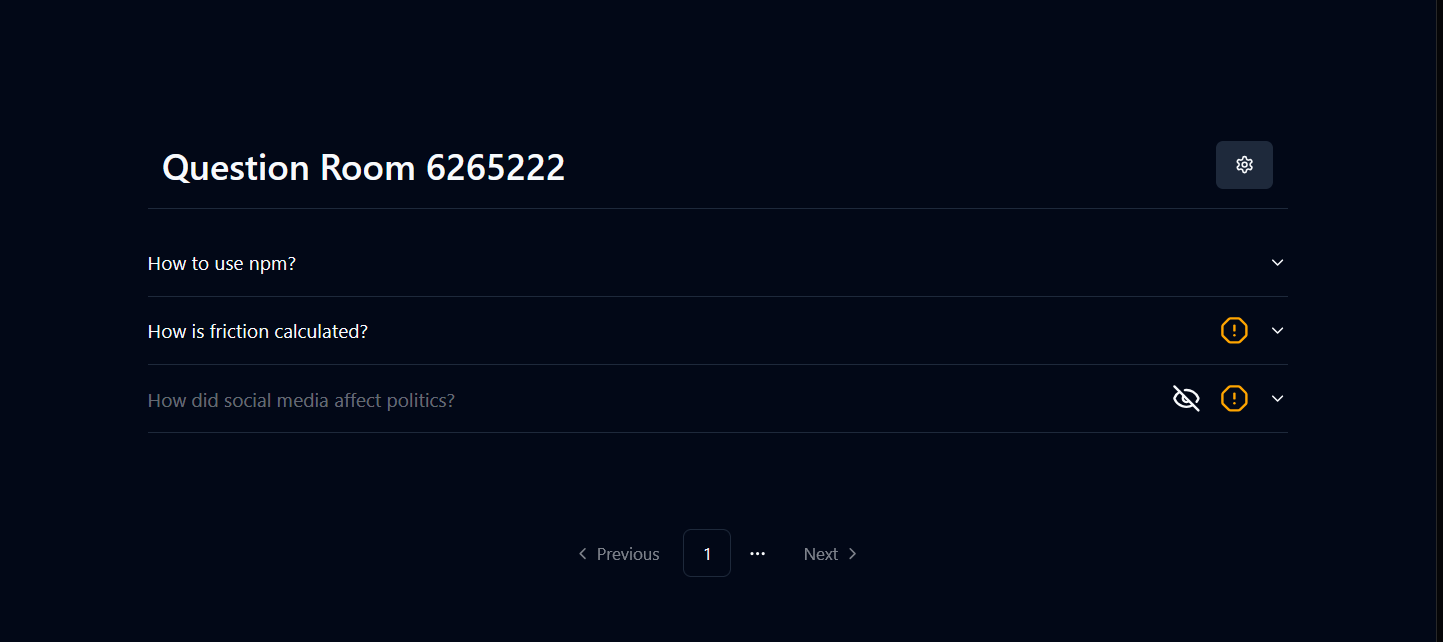 Question Room 6265222
How to use npm?
How is friction calculated?
How did social media affect politics?
Previous 1 ... Next